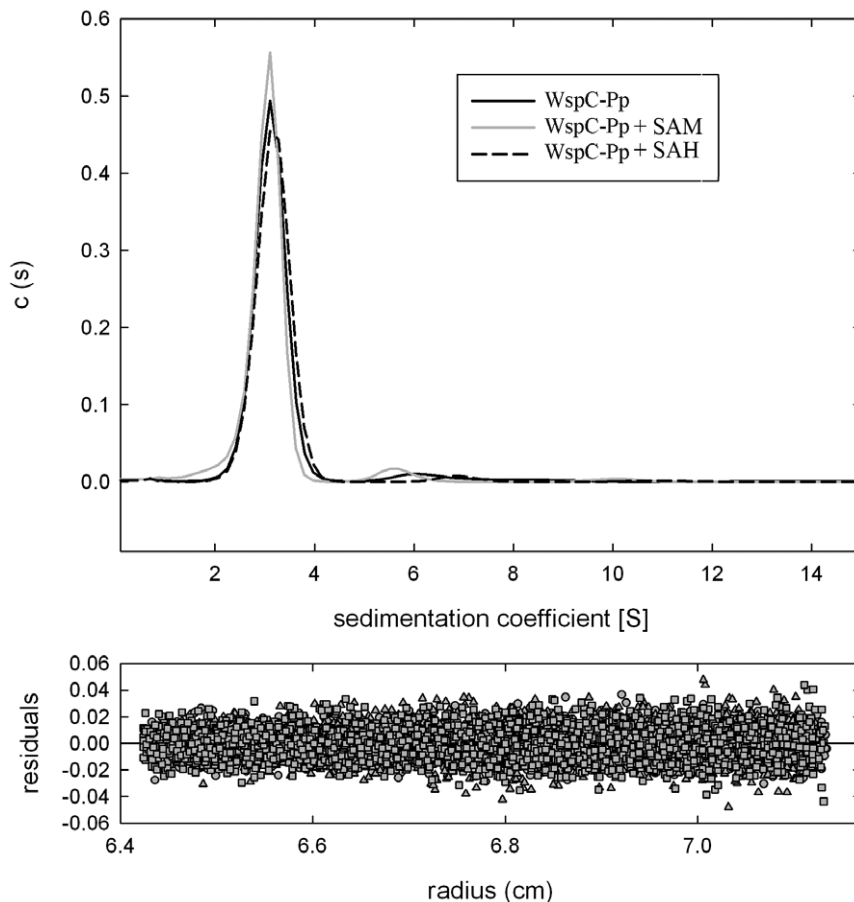 0.6
0.5
0.4
0.3
0.2
0.1
0.0
c (s)
WspC-Pp
WspC-Pp + SAM
WspC-Pp + SAH
2 4 6 8 10 12 14
sedimentation coefficient [S]
0.06
0.04
0.02
0.00
-0.02
-0.04
-0.06
residuals
6.4 6.6 6.8 7.0
radius (cm)